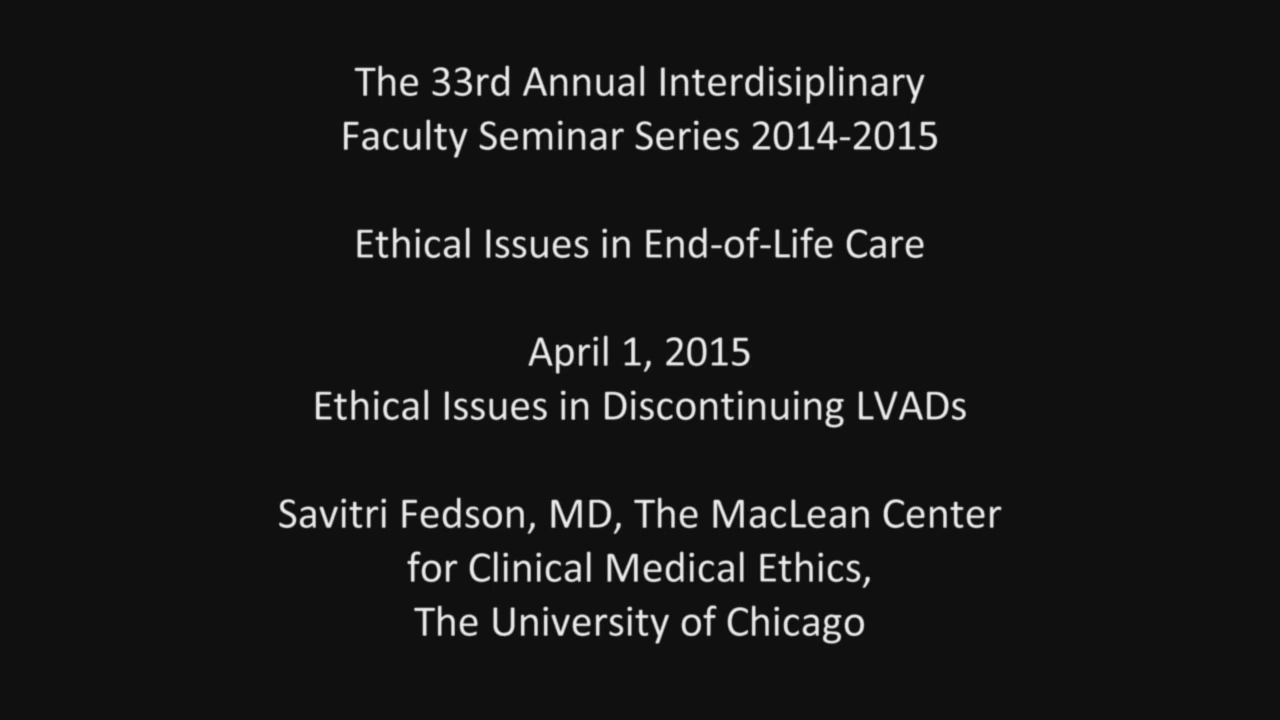 The 33rd Annual Interdisiplinary
Faculty Seminar Series 2014-2015
Ethical Issues in End-of-Life Care
April 1, 2015
Ethical Issues in Discontinuing LVADs
Savitri Fedson, MD, The MacLean Center
for Clinical Medical Ethics,
The University of Chicago